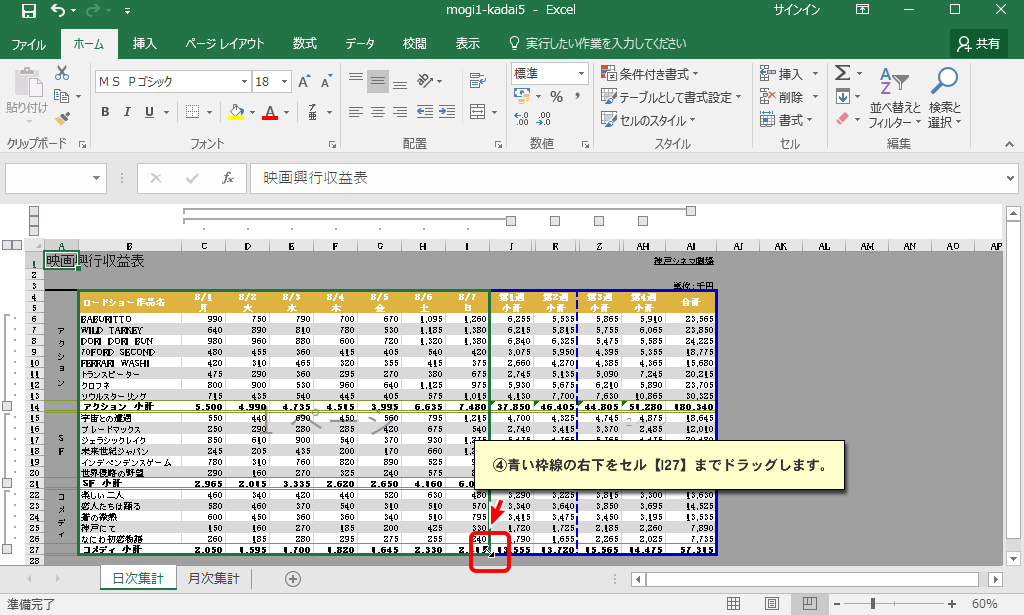 mogi1-kadai5 - Excel
サインイン
ファイル ホーム 挿入 ページ レイアウト 数式 データ 校閲 表示 実行したい作業を入力してください 共有
貼り付け
ＭＳ Ｐゴシック 18
B I U
標準
条件付き書式
テーブルとして書式設定
セルのスタイル
挿入
削除
書式
並べ替えと フィルター
検索と 選択
クリップボード フォント 配置 数値 スタイル セル 編集
映画興行収益表
A B C D E F G H I J R Z AH AI AJ AK AL AM AN AO AP
1 映画興行収益表 神戸シネマ劇場
2
3 単位：千円
4 ロードショー作品名 8/1 8/2 8/3 8/4 8/5 8/6 8/7 第1週 第2週 第3週 第4週 合計
5 月 火 水 木 金 土 日 小計 小計 小計 小計
6 BABURITTO 990 750 790 700 670 1,095 1,260 6,255 5,535 5,865 5,910 23,565
7 WILD TARKEY 640 890 810 780 530 1,185 1,380 6,215 5,815 5,755 6,065 23,850
8 DORI DORI BUN 980 960 880 600 720 1,320 1,380 6,840 6,325 5,475 5,585 24,225
9 70FORD SECOND 480 455 360 415 405 540 420 3,075 5,950 4,395 5,355 18,775
10 FERRARI WASHI 420 310 465 320 355 415 375 2,660 4,270 4,385 4,365 15,680
11 トランスピーター 475 290 360 295 270 380 675 2,745 5,135 5,090 7,245 20,215
12 クロフネ 800 900 530 960 640 1,125 975 5,930 5,675 6,210 5,890 23,705
13 ソウルスターリング 715 435 540 445 405 575 1,015 4,130 7,700 7,630 10,865 30,325
14 アクション 小計 5,500 4,990 4,735 4,515 3,995 6,635 7,480 37,850 46,405 44,805 51,280 180,340
アクション
15 宇宙との遭遇 550 440 690 560 795 1,215 4,700 4,325 4,745 4,875 18,645
16 ブレードマックス 250 290 285 285 420 675 540 2,740 3,415 3,370 2,485 12,010
17 ジェラシックレイク 850 610 900 540 370 930
18 未来世紀ジャパン 245 205 435 200 170 660
19 インデペンデンスゲーム 780 310 760 320 890 525
20 世界侵略の野望 290 160 270 325 240 575
21 SF 小計 2,965 2,015 3,335 2,620 2,650 4,160
SF
1 ページ
④青い枠線の右下をセル【I27】までドラッグします。
22 楽しい二人 460 340 420 440 520 630 480 3,290 3,225 3,815 3,300 13,630
23 恋人たちは踊る 580 460 370 540 310 510 570 3,340 3,640 3,850 3,695 14,525
24 蒼の微熱 600 450 360 360 340 510 795 3,415 3,475 3,450 3,195 13,535
25 神戸にて 150 160 270 185 200 425 330 1,720 1,725 2,185 2,260 7,890
26 なにわ初恋物語 260 185 280 295 275 255 240 1,790 1,655 2,265 2,025 7,735
27 コメディ 小計 2,050 1,595 1,700 1,820 1,645 2,330 13,555 13,720 15,565 14,475 57,315
コメディ
28
日次集計 月次集計
準備完了 60%